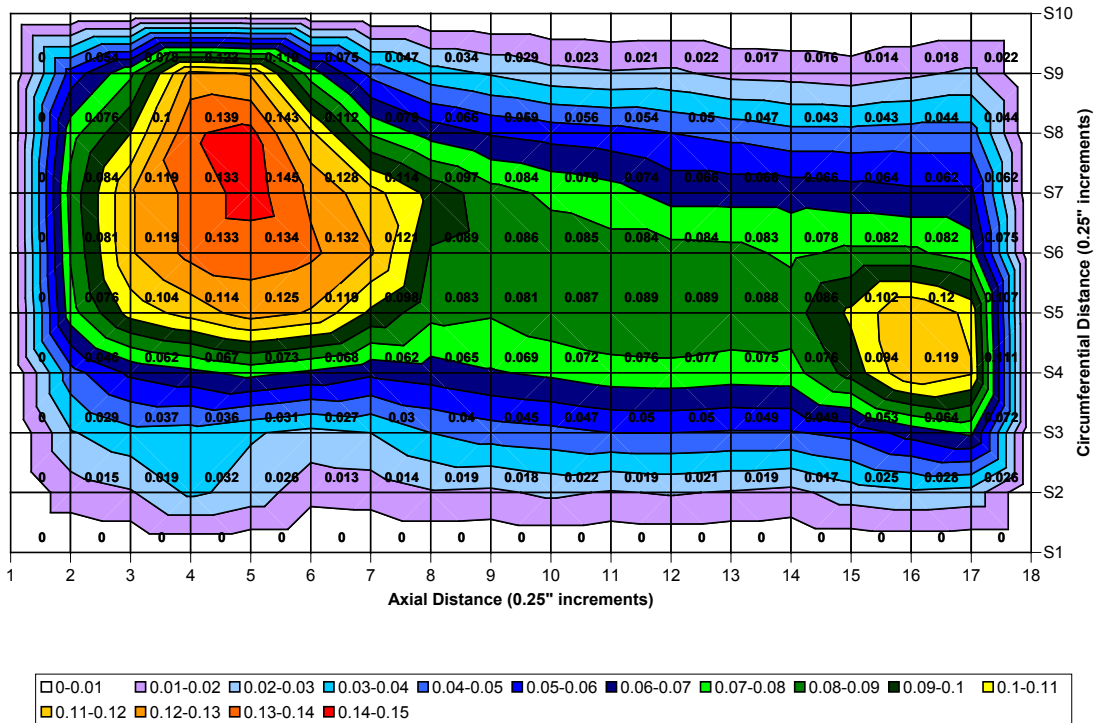 S10
0 0.054 0.078 0.122 0.110 0.075 0.047 0.034 0.029 0.023 0.021 0.022 0.017 0.016 0.014 0.018 0.022
S9
0 0.076 0.1 0.139 0.143 0.112 0.079 0.066 0.059 0.056 0.054 0.05 0.047 0.043 0.043 0.044 0.044
S8
0 0.084 0.119 0.133 0.145 0.128 0.114 0.097 0.084 0.076 0.074 0.066 0.066 0.066 0.064 0.062 0.062
S7
0 0.081 0.119 0.133 0.134 0.132 0.121 0.089 0.086 0.085 0.084 0.084 0.083 0.078 0.082 0.082 0.075
S6
0 0.076 0.104 0.114 0.125 0.119 0.098 0.083 0.081 0.087 0.089 0.089 0.088 0.086 0.102 0.12 0.107
S5
0 0.046 0.062 0.067 0.073 0.068 0.062 0.065 0.069 0.072 0.076 0.077 0.075 0.076 0.094 0.119 0.111
S4
0 0.029 0.037 0.036 0.031 0.027 0.03 0.04 0.045 0.047 0.05 0.05 0.049 0.048 0.053 0.064 0.072
S3
0 0.015 0.019 0.032 0.026 0.013 0.014 0.019 0.018 0.022 0.019 0.021 0.019 0.017 0.025 0.028 0.026
S2
0 0 0 0 0 0 0 0 0 0 0 0 0 0 0 0 0
S1
Circumferential Distance (0.25" increments)
1 2 3 4 5 6 7 8 9 10 11 12 13 14 15 16 17 18
Axial Distance (0.25" increments)
0-0.01 0.01-0.02 0.02-0.03 0.03-0.04 0.04-0.05 0.05-0.06 0.06-0.07 0.07-0.08 0.08-0.09 0.09-0.1 0.1-0.11
0.11-0.12 0.12-0.13 0.13-0.14 0.14-0.15